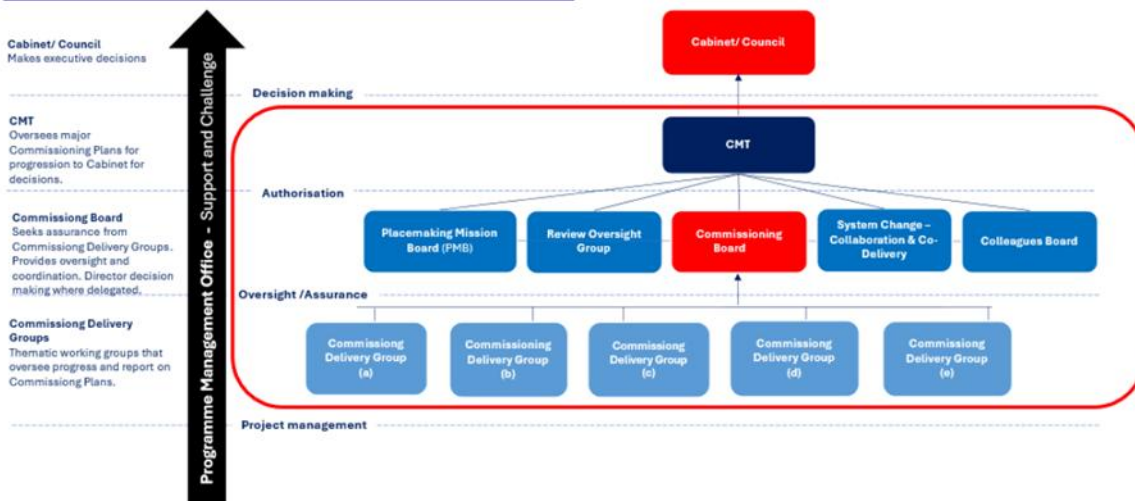 Cabinet/ Council
Makes executive decisions
CMT
Oversees major
Commissioning Plans for
progression to Cabinet for
decisions.
Commissiong Board
Seeks assurance from
Commissiong Delivery Groups.
Provides oversight and
coordination. Director decision
making where delegated.
Commissiong Delivery
Groups
Thematic working groups that
oversee progress and report on
Commissiong Plans.
Programme Management Office - Support and Challenge
Cabinet/ Council
Decision making
CMT
Authorisation
Placemaking Mission
Board (PMB)
Review Oversight
Group
Commissioning
Board
System Change –
Collaboration & Co-
Delivery
Colleagues Board
Oversight /Assurance
Commissiong
Delivery Group
(a)
Commissioning
Delivery Group
(b)
Commissiong
Delivery Group
(c)
Commissiong
Delivery Group
(d)
Commissiong
Delivery Group
(e)
Project management